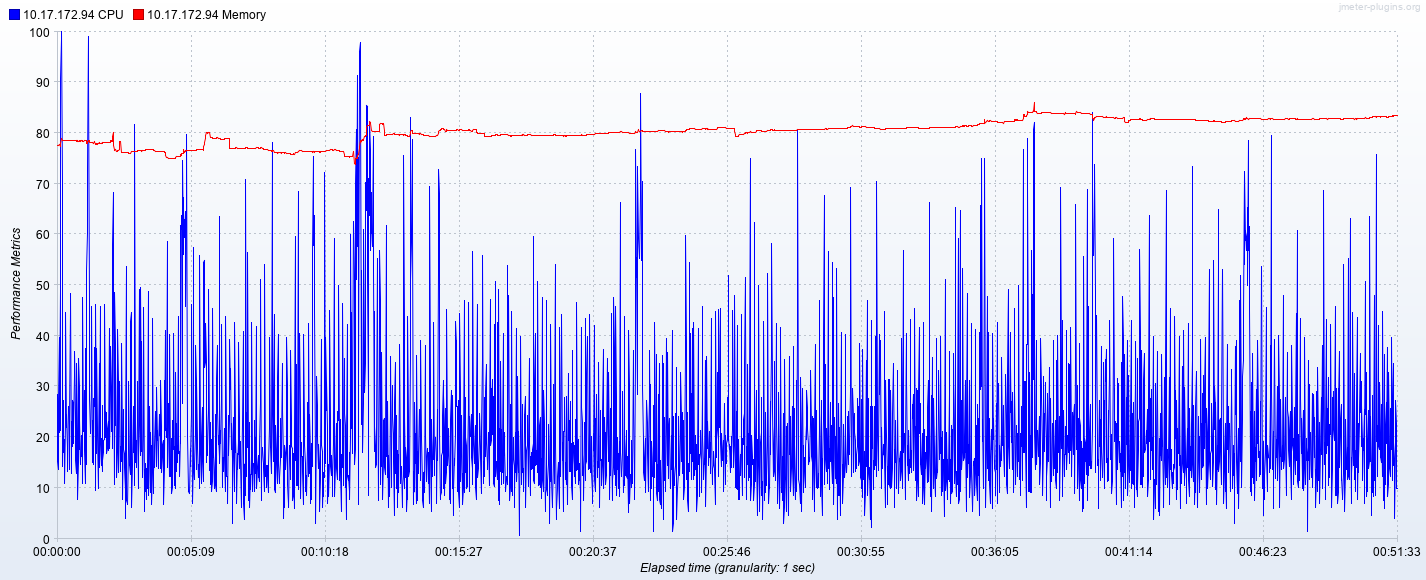 10.17.172.94 CPU 10.17.172.94 Memory
jmeter-plugins.org
100
90
80
70
60
50
40
30
20
10
0
Performance Metrics
00:00:00 00:05:09 00:10:18 00:15:27 00:20:37 00:25:46 00:30:55 00:36:05 00:41:14 00:46:23 00:51:33
Elapsed time (granularity: 1 sec)